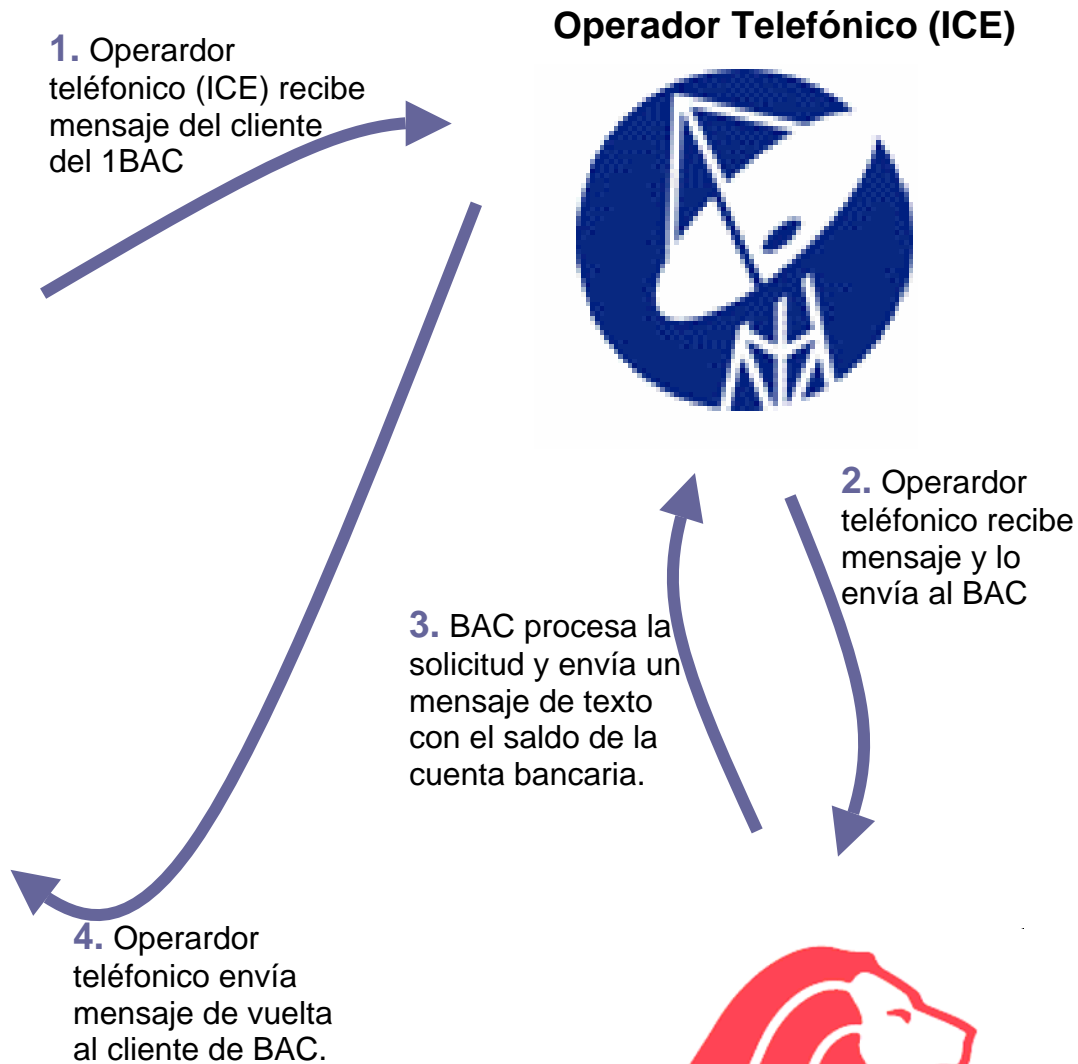 Operador Telefónico (ICE)
1. Operardor
teléfonico (ICE) recibe
mensaje del cliente
del 1BAC
2. Operardor
teléfonico recibe
mensaje y lo
envía al BAC
3. BAC procesa la
solicitud y envía un
mensaje de texto
con el saldo de la
cuenta bancaria.
4. Operardor
teléfonico envía
mensaje de vuelta
al cliente de BAC.